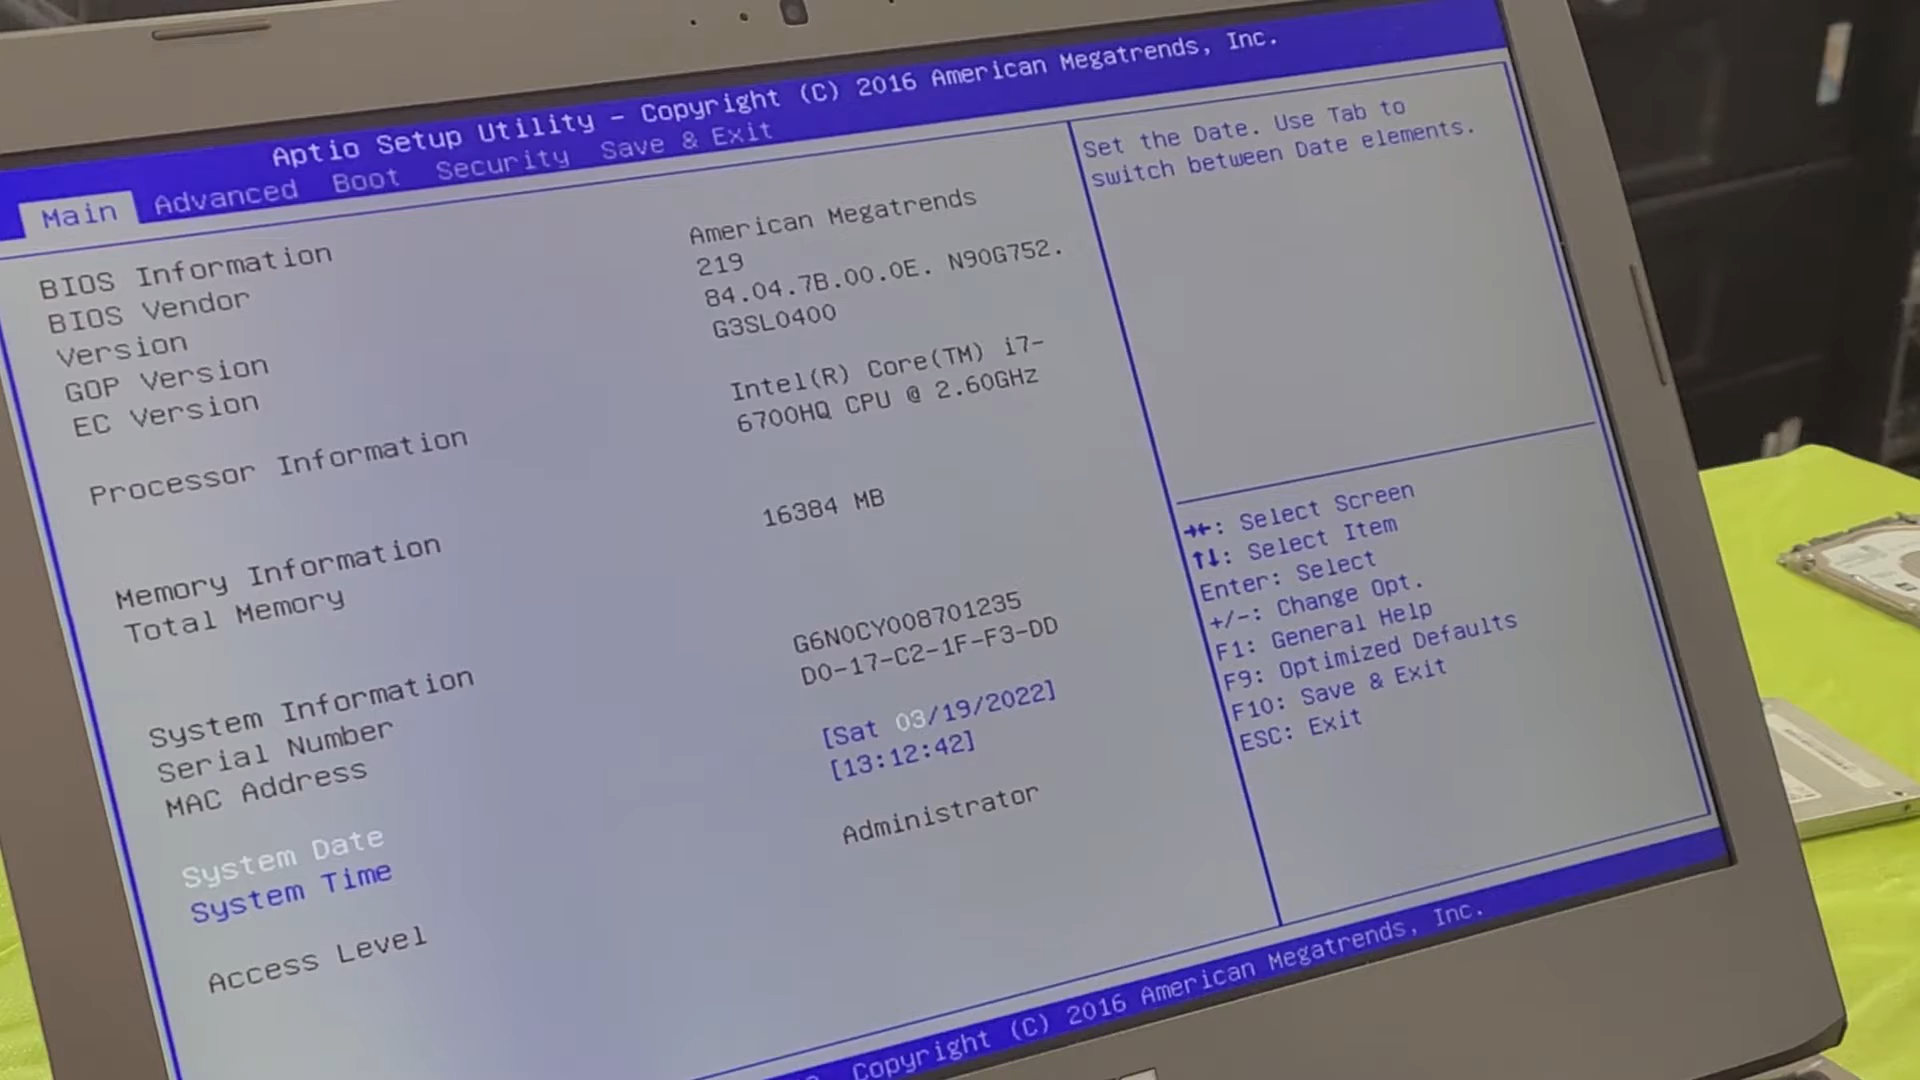 Aptio Setup Utility – Copyright (C) 2016 American Megatrends, Inc.
Main Advanced Boot Security Save & Exit
BIOS Information
BIOS Vendor American Megatrends
Version 219
GOP Version 84.04.7B.00.0E. N90G752.
EC Version G3SL0400
Processor Information Intel(R) Core(TM) i7-
6700HQ CPU @ 2.60GHz
Memory Information
Total Memory 16384 MB
System Information
Serial Number G6N0CY008701235
MAC Address D0-17-C2-1F-F3-DD
System Date [Sat 03/19/2022]
System Time [13:12:42]
Access Level Administrator
Set the Date. Use Tab to
switch between Date elements.
→←: Select Screen
↑↓: Select Item
Enter: Select
+/-: Change Opt.
F1: General Help
F9: Optimized Defaults
F10: Save & Exit
ESC: Exit
Copyright (C) 2016 American Megatrends, Inc.